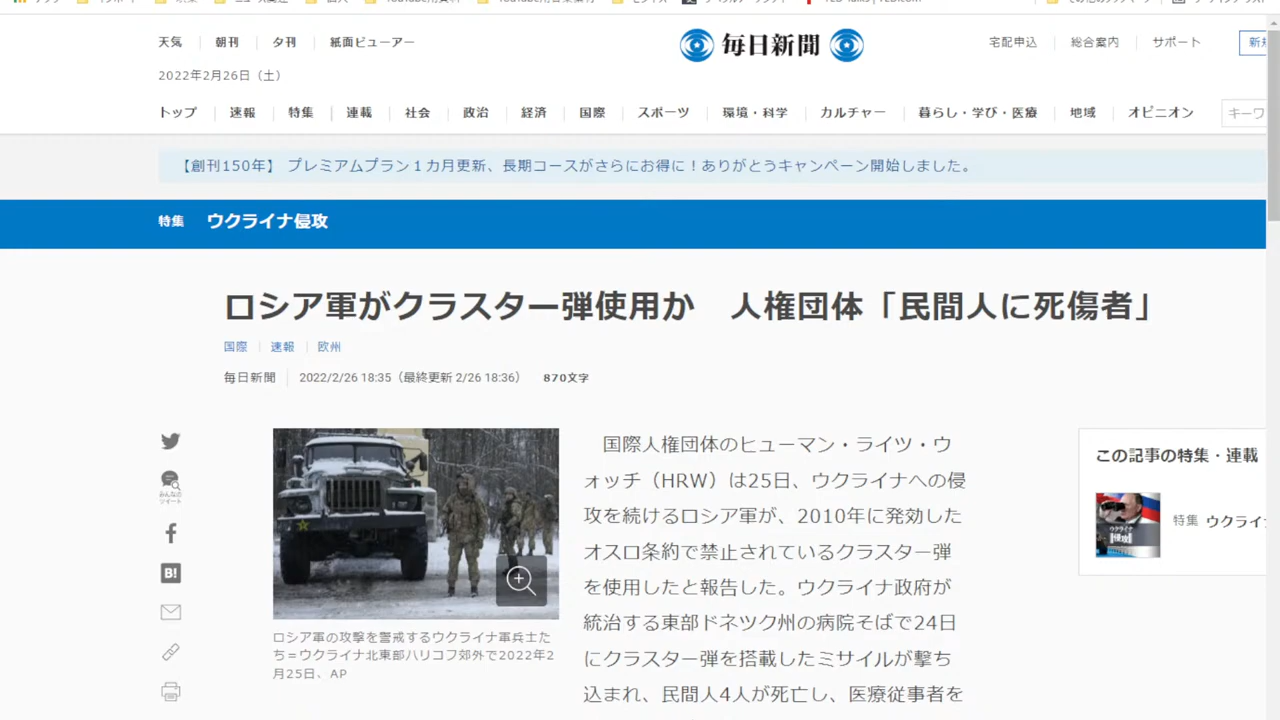 天気 朝刊 夕刊 紙面ビューアー
毎日新聞
宅配申込 総合案内 サポート
2022年2月26日（土）
トップ 速報 特集 連載 社会 政治 経済 国際 スポーツ 環境・科学 カルチャー 暮らし・学び・医療 地域 オピニオン キーワ
【創刊150年】 プレミアムプラン１カ月更新、長期コースがさらにお得に！ありがとうキャンペーン開始しました。
特集 ウクライナ侵攻
ロシア軍がクラスター弾使用か　人権団体「民間人に死傷者」
国際 速報 欧州
毎日新聞 2022/2/26 18:35（最終更新 2/26 18:36） 870文字
みんなの
ツイート
B!
ロシア軍の攻撃を警戒するウクライナ軍兵士た
ち＝ウクライナ北東部ハリコフ郊外で2022年2
月25日、AP
国際人権団体のヒューマン・ライツ・ウ
ォッチ（HRW）は25日、ウクライナへの侵
攻を続けるロシア軍が、2010年に発効した
オスロ条約で禁止されているクラスター弾
を使用したと報告した。ウクライナ政府が
統治する東部ドネツク州の病院そばで24日
にクラスター弾を搭載したミサイルが撃ち
込まれ、民間人4人が死亡し、医療従事者を
この記事の特集・連載
ウクライナ
侵攻
特集 ウクライ